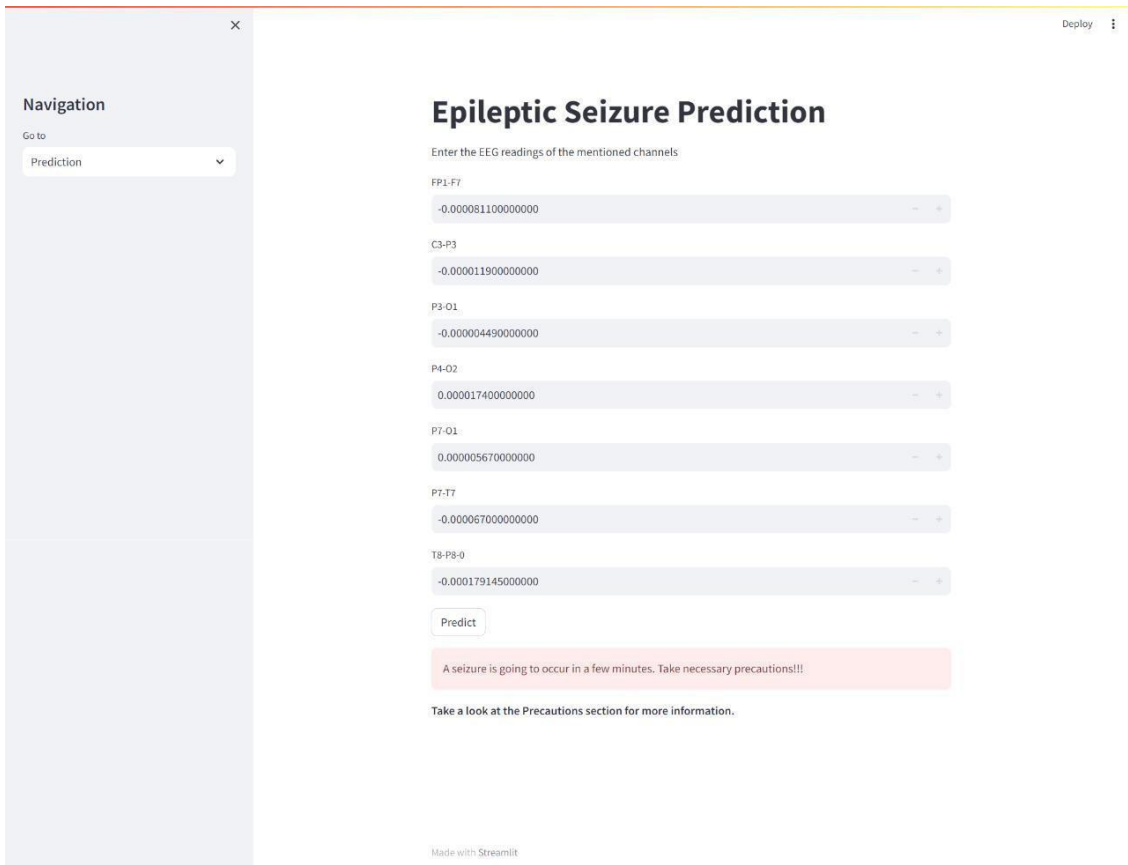 Deploy
Navigation
Go to
Prediction
Epileptic Seizure Prediction
Enter the EEG readings of the mentioned channels
FP1-F7
-0.000081100000000
C3-P3
-0.000011900000000
P3-O1
-0.000004490000000
P4-O2
0.000017400000000
P7-O1
0.000005670000000
P7-T7
-0.000067000000000
T8-P8-0
-0.000179145000000
Predict
A seizure is going to occur in a few minutes. Take necessary precautions!!!
Take a look at the Precautions section for more information.
Made with Streamlit